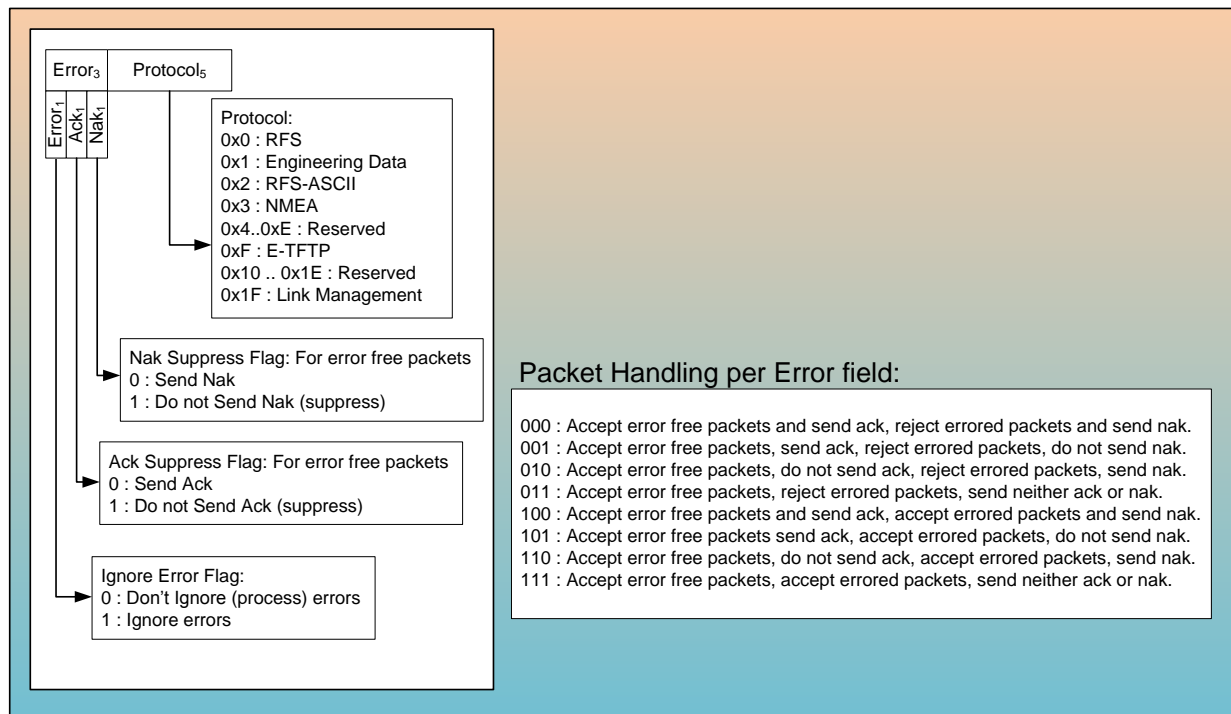 Error₃ Protocol₅
Error₁
Ack₁
Nak₁
Protocol:
0x0 : RFS
0x1 : Engineering Data
0x2 : RFS-ASCII
0x3 : NMEA
0x4..0xE : Reserved
0xF : E-TFTP
0x10 .. 0x1E : Reserved
0x1F : Link Management
Nak Suppress Flag: For error free packets
0 : Send Nak
1 : Do not Send Nak (suppress)
Ack Suppress Flag: For error free packets
0 : Send Ack
1 : Do not Send Ack (suppress)
Ignore Error Flag:
0 : Don't Ignore (process) errors
1 : Ignore errors
Packet Handling per Error field:
000 : Accept error free packets and send ack, reject errored packets and send nak.
001 : Accept error free packets, send ack, reject errored packets, do not send nak.
010 : Accept error free packets, do not send ack, reject errored packets, send nak.
011 : Accept error free packets, reject errored packets, send neither ack or nak.
100 : Accept error free packets and send ack, accept errored packets and send nak.
101 : Accept error free packets send ack, accept errored packets, do not send nak.
110 : Accept error free packets, do not send ack, accept errored packets, send nak.
111 : Accept error free packets, accept errored packets, send neither ack or nak.